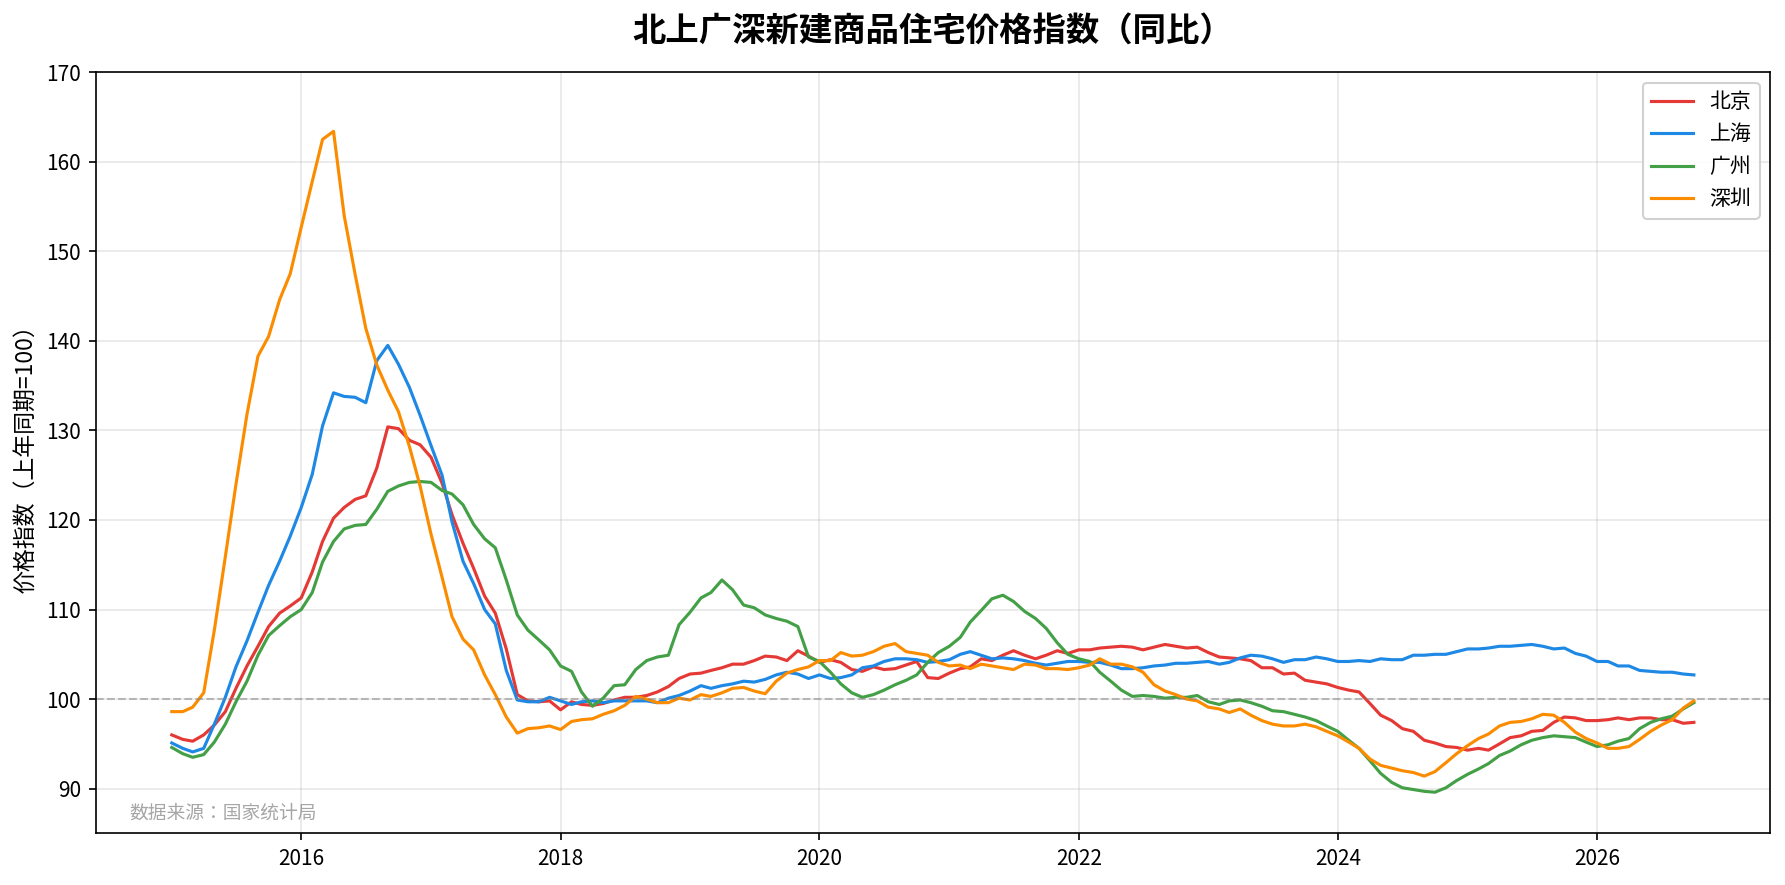 北上广深新建商品住宅价格指数（同比）
价格指数（上年同期=100）
170
160
150
140
130
120
110
100
90
北京
上海
广州
深圳
数据来源：国家统计局
2016
2018
2020
2022
2024
2026